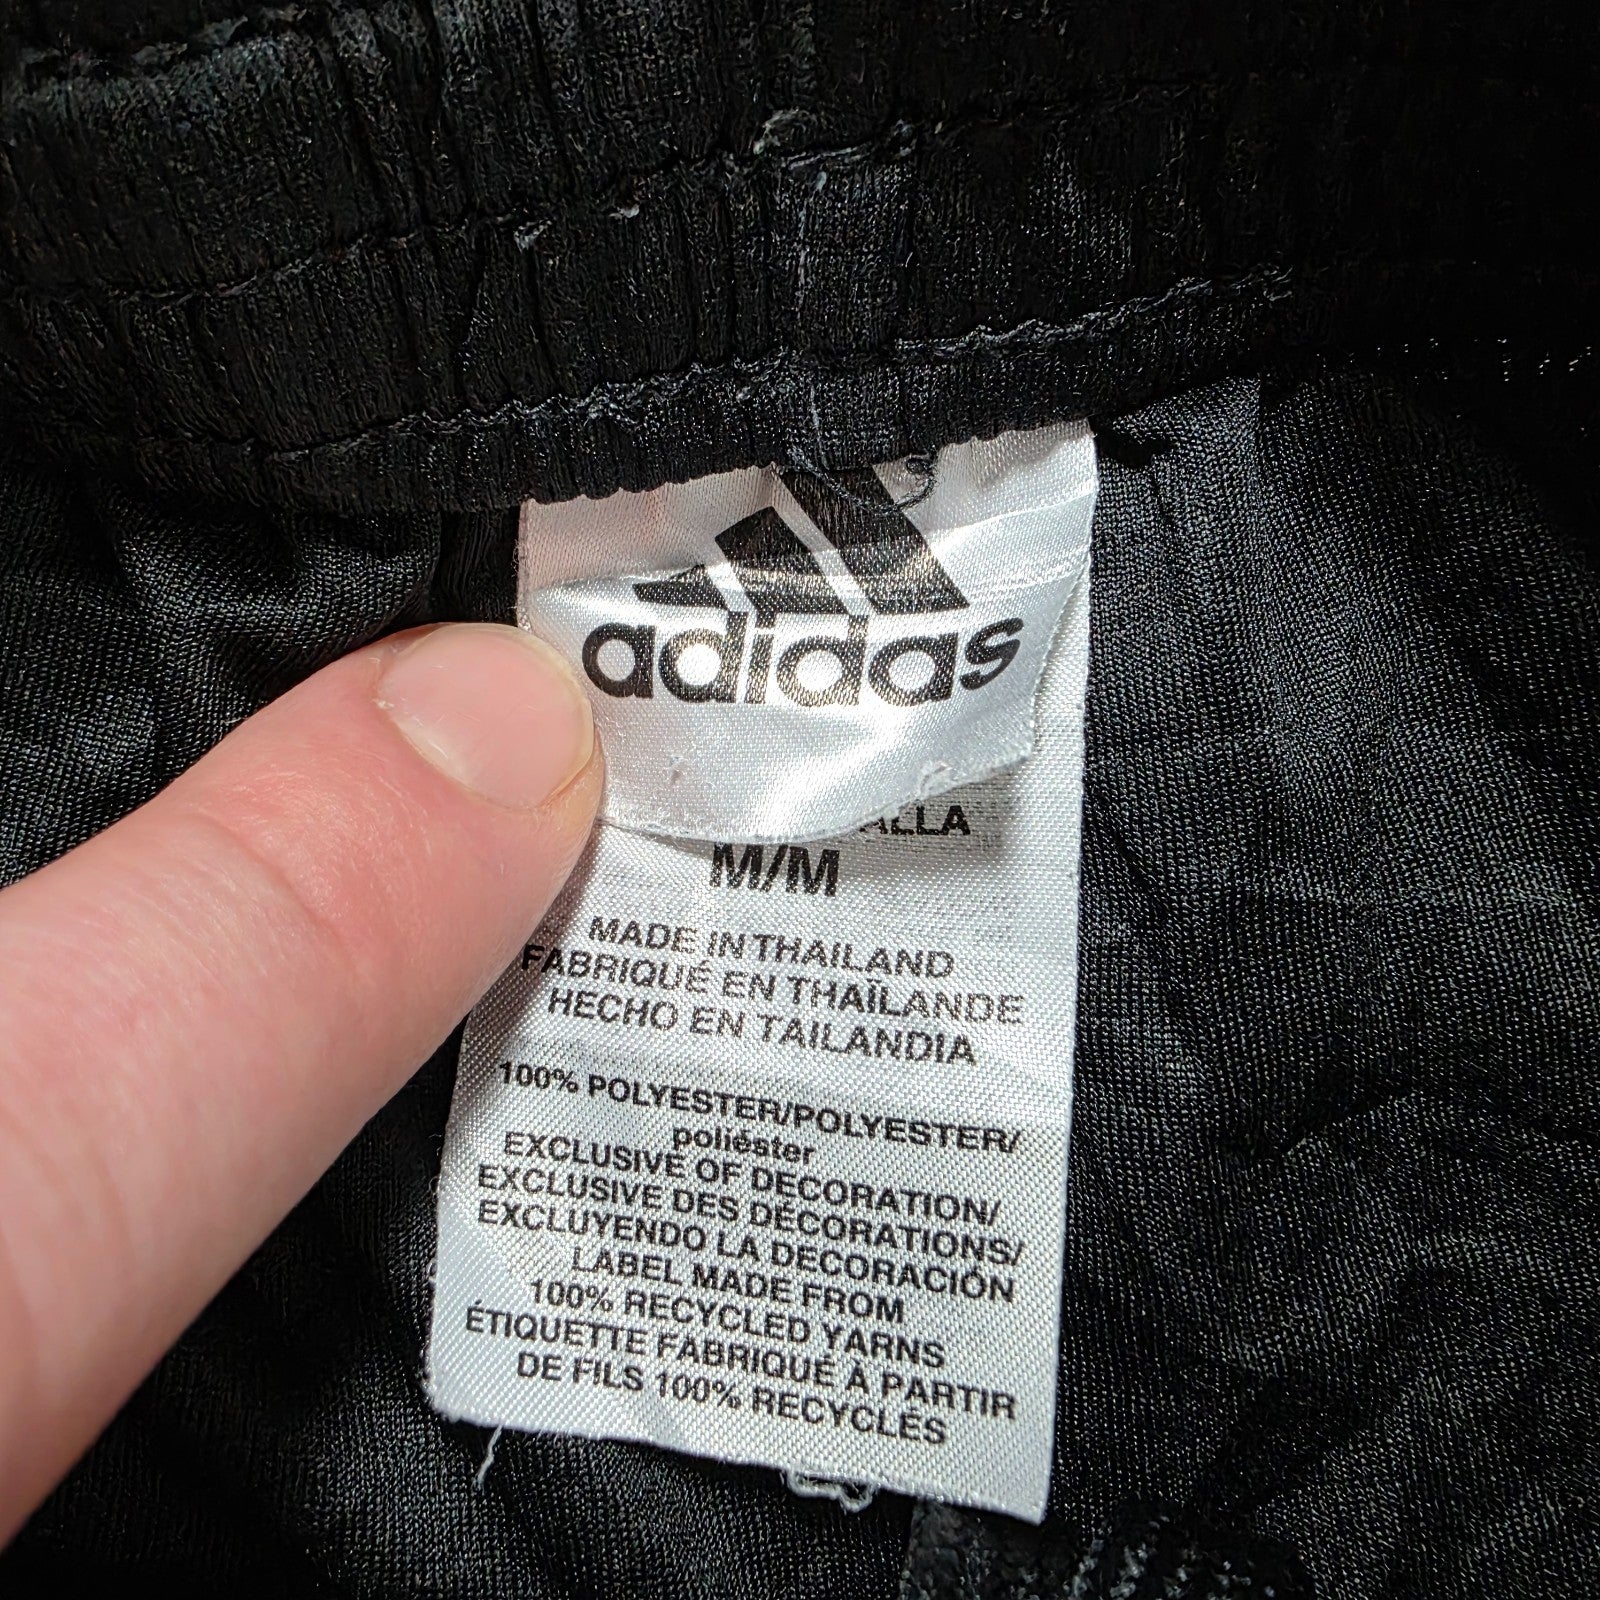 adidas
M/M
MADE IN THAILAND
FABRIQUÉ EN THAÏLANDE
HECHO EN TAILANDIA
100% POLYESTER/POLYESTER/
poliéster
EXCLUSIVE OF DECORATION/
EXCLUSIVE DES DÉCORATIONS/
EXCLUYENDO LA DECORACIÓN
LABEL MADE FROM
100% RECYCLED YARNS
ÉTIQUETTE FABRIQUÉ À PARTIR
DE FILS 100% RECYCLÉS